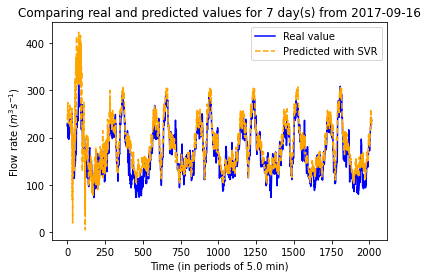 Comparing real and predicted values for 7 day(s) from 2017-09-16
Real value
Predicted with SVR
Flow rate (m³s⁻¹)
400
300
200
100
0
0 250 500 750 1000 1250 1500 1750 2000
Time (in periods of 5.0 min)